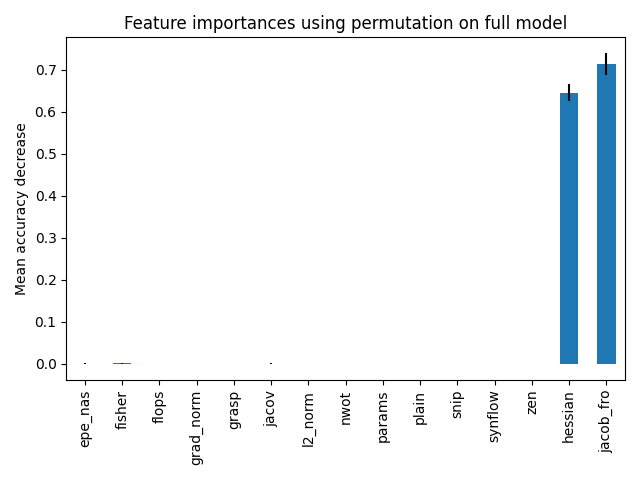 Feature importances using permutation on full model
Mean accuracy decrease
0.7
0.6
0.5
0.4
0.3
0.2
0.1
0.0
epe_nas
fisher
flops
grad_norm
grasp
jacov
l2_norm
nwot
params
plain
snip
synflow
zen
hessian
jacob_fro